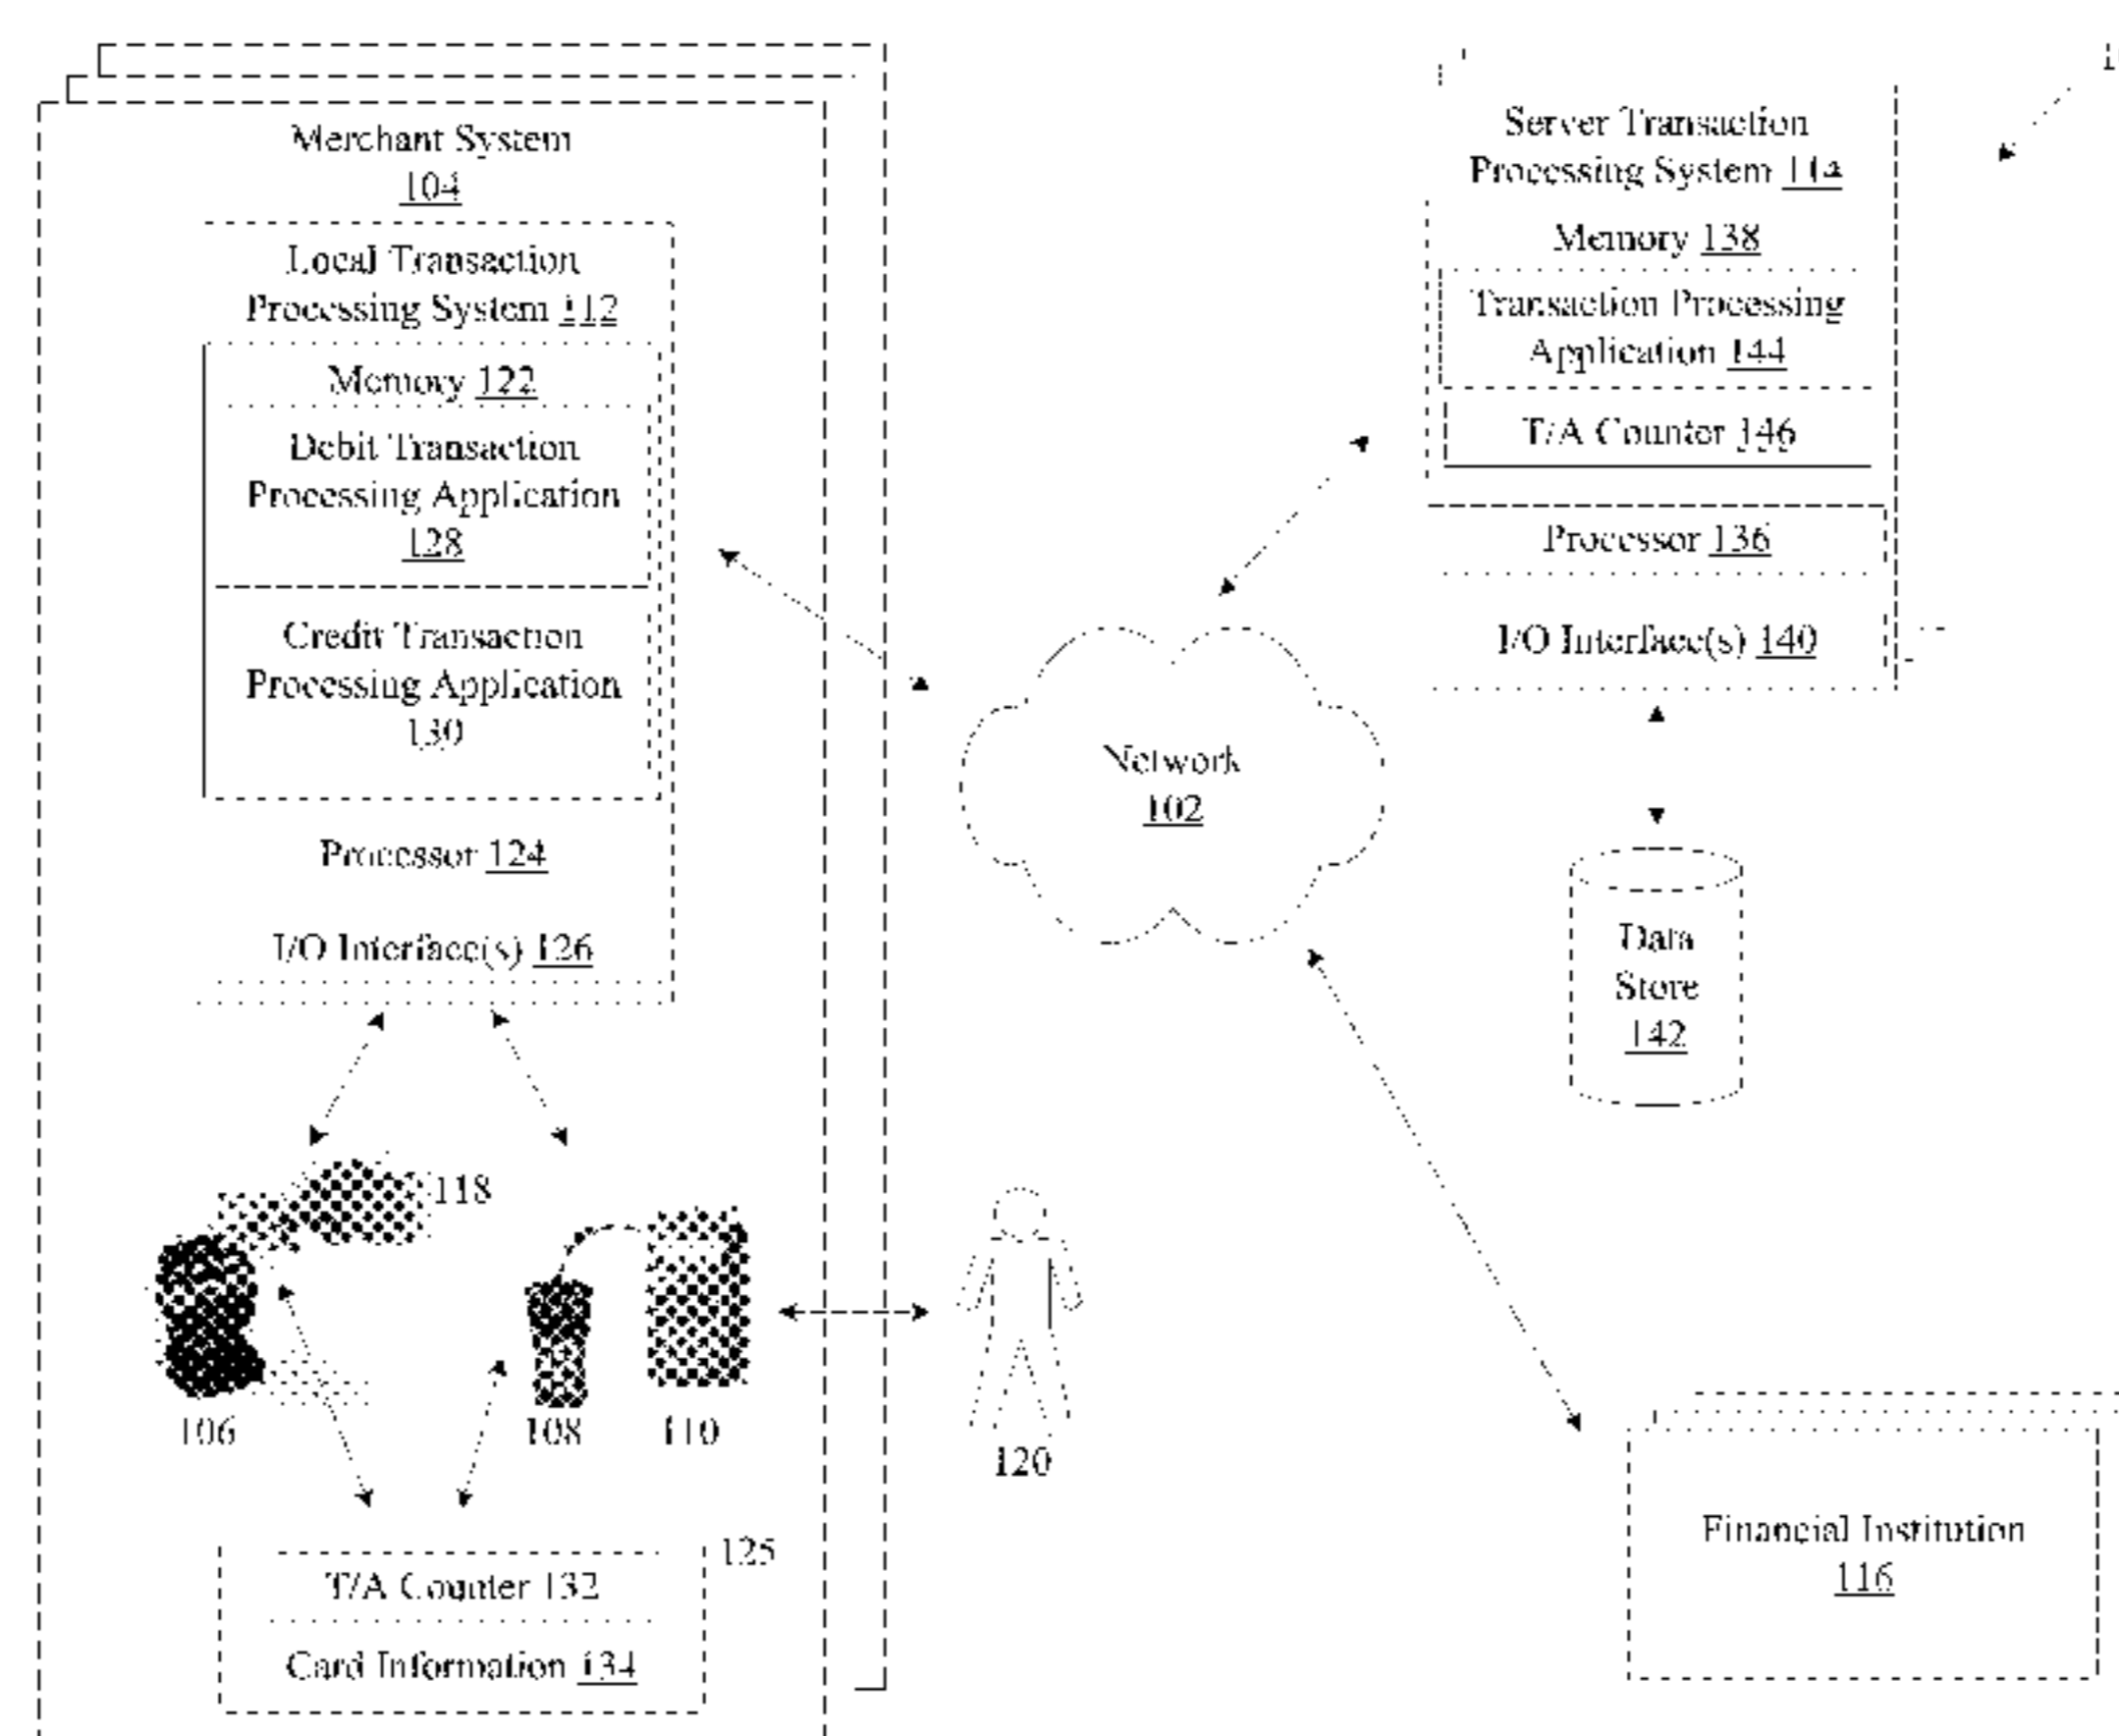 Merchant System
104
Local Transaction
Processing System 112
Memory 122
Debit Transaction
Processing Application
128
Credit Transaction
Processing Application
130
Processor 124
I/O Interface(s) 126
118
106
108
110
120
125
T/A Counter 132
Card Information 134
Network
102
Server Transaction
Processing System 114
Memory 138
Transaction Processing
Application 144
T/A Counter 146
Processor 136
I/O Interface(s) 140
Data
Store
142
Financial Institution
116